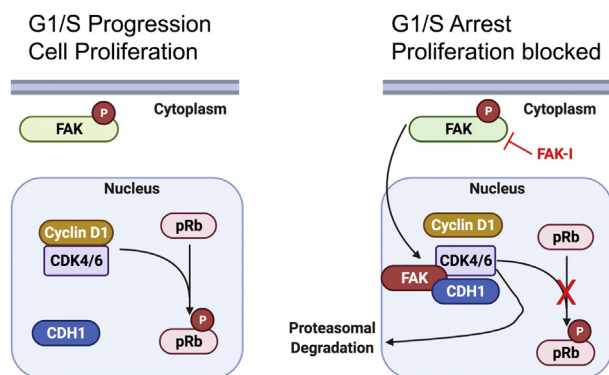 G1/S Progression
Cell Proliferation
Cytoplasm
P
FAK
Nucleus
Cyclin D1
CDK4/6
pRb
CDH1
P
pRb
G1/S Arrest
Proliferation blocked
Cytoplasm
P
FAK
FAK-I
Nucleus
Cyclin D1
CDK4/6
pRb
FAK
CDH1
X
Proteasomal
Degradation
P
pRb